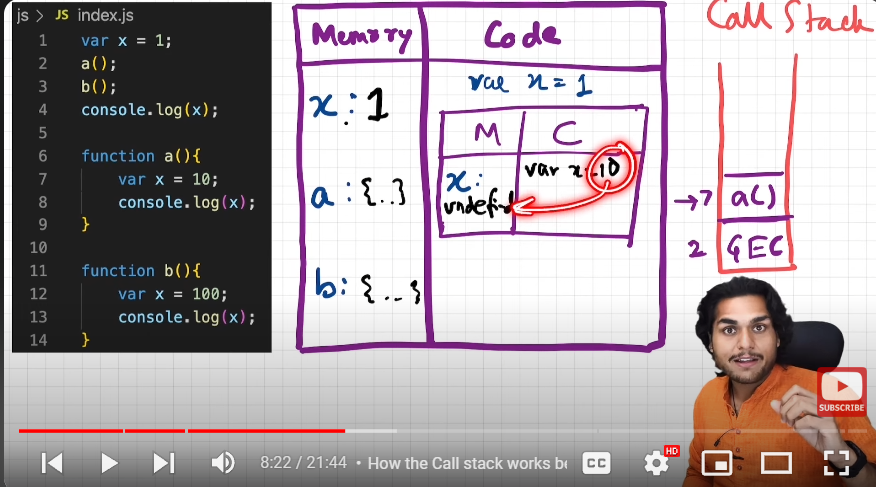 js > JS index.js
1 var x = 1;
2 a();
3 b();
4 console.log(x);
5
6 function a(){
7 var x = 10;
8 console.log(x);
9 }
10
11 function b(){
12 var x = 100;
13 console.log(x);
14 }
Memory Code
var x = 1
x : 1
M C
x: var x = 10
undefind
a : {..}
b: {..}
Call Stack
→7 a()
2 GEC
SUBSCRIBE
8:22 / 21:44 • How the Call stack works be
CC
HD